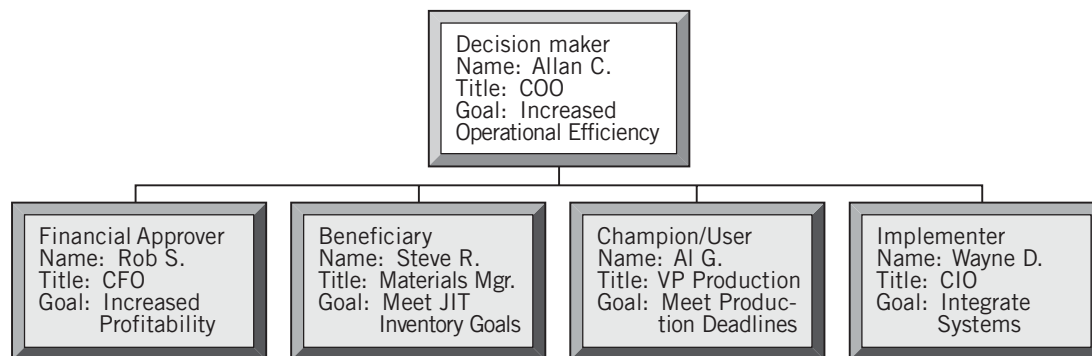 Decision maker
Name: Allan C.
Title: COO
Goal: Increased
Operational Efficiency
Financial Approver
Name: Rob S.
Title: CFO
Goal: Increased
Profitability
Beneficiary
Name: Steve R.
Title: Materials Mgr.
Goal: Meet JIT
Inventory Goals
Champion/User
Name: Al G.
Title: VP Production
Goal: Meet Produc-
tion Deadlines
Implementer
Name: Wayne D.
Title: CIO
Goal: Integrate
Systems